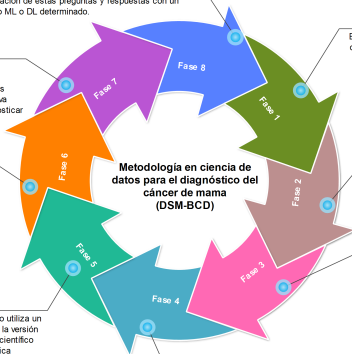 ación de estas preguntas y respuestas con un
o ML o DL determinado.
Fase 8
Fase 7
Fase 1
E
c
s
va
osticar
Metodología en ciencia de
datos para el diagnóstico del
cáncer de mama
(DSM-BCD)
Fase 6
Fase 2
Fase 5
Fase 3
Fase 4
o utiliza un
la versión
científico
ica